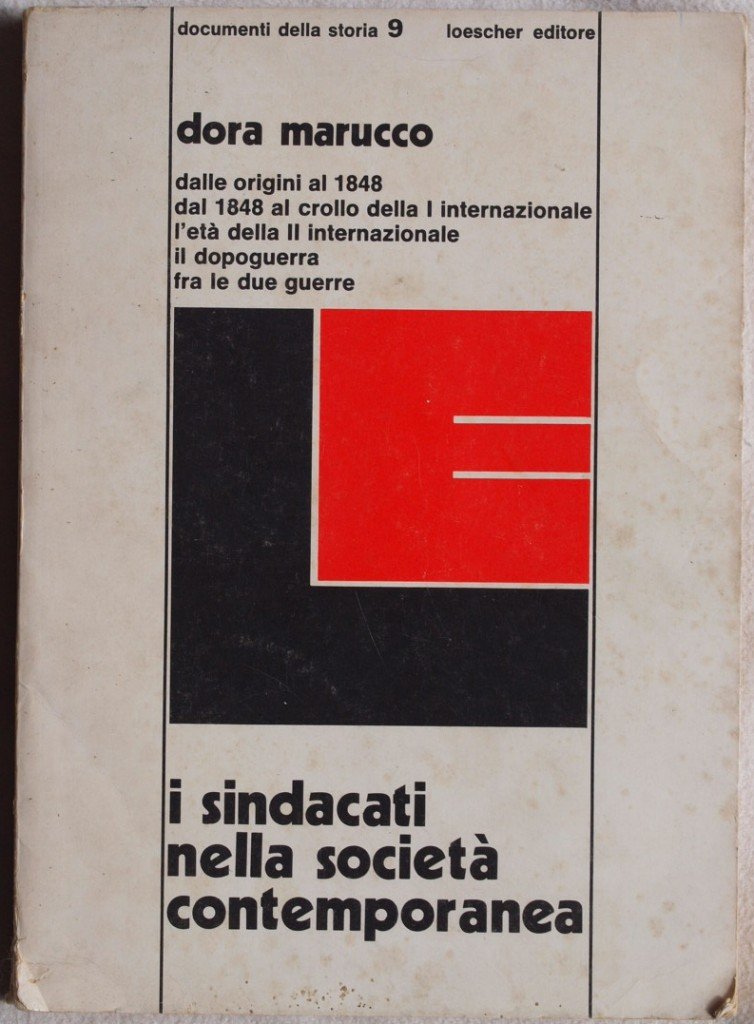 documenti della storia 9 loescher editore
dora marucco
dalle origini al 1848
dal 1848 al crollo della I internazionale
l'età della II internazionale
il dopoguerra
fra le due guerre
i sindacati
nella società
contemporanea